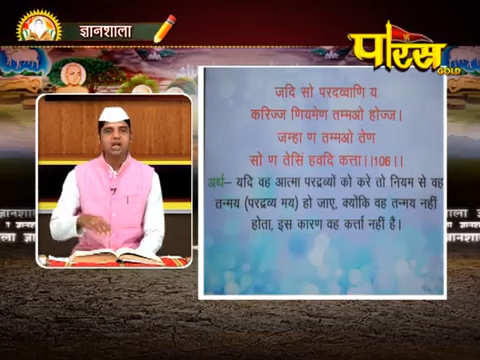 ज्ञानशाला
पारस
GOLD
जदि सो परदव्वाणि य
करिज्ज णियमेण तम्मओ होज्ज।
जम्हा ण तम्मओ तेण
सो ण तेसिं हवदि कत्ता।।106।।
अर्थ– यदि वह आत्मा परद्रव्यों को करे तो नियम से वह
तन्मय (परद्रव्य मय) हो जाए, क्योंकि वह तन्मय नहीं
होता, इस कारण वह कर्त्ता नहीं है।